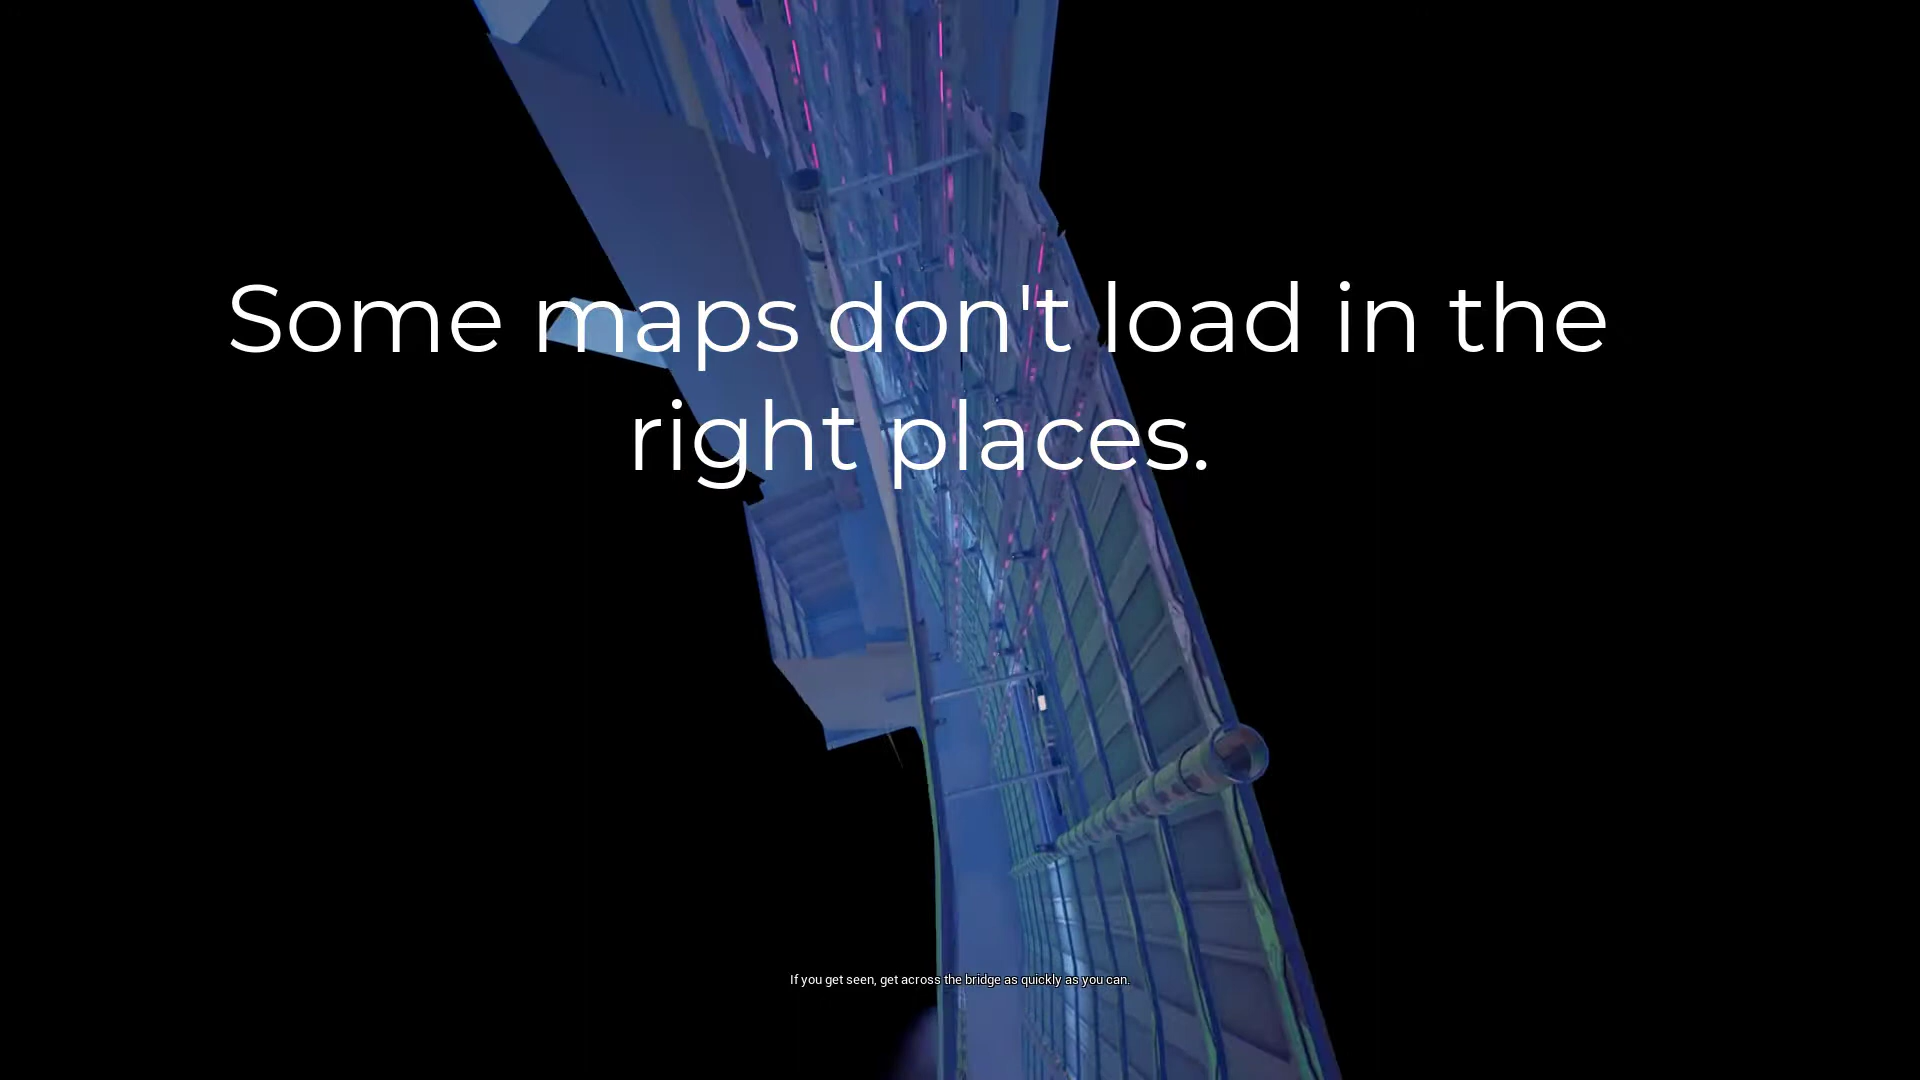 Some maps don't load in the
right places.
If you get seen, get across the bridge as quickly as you can.